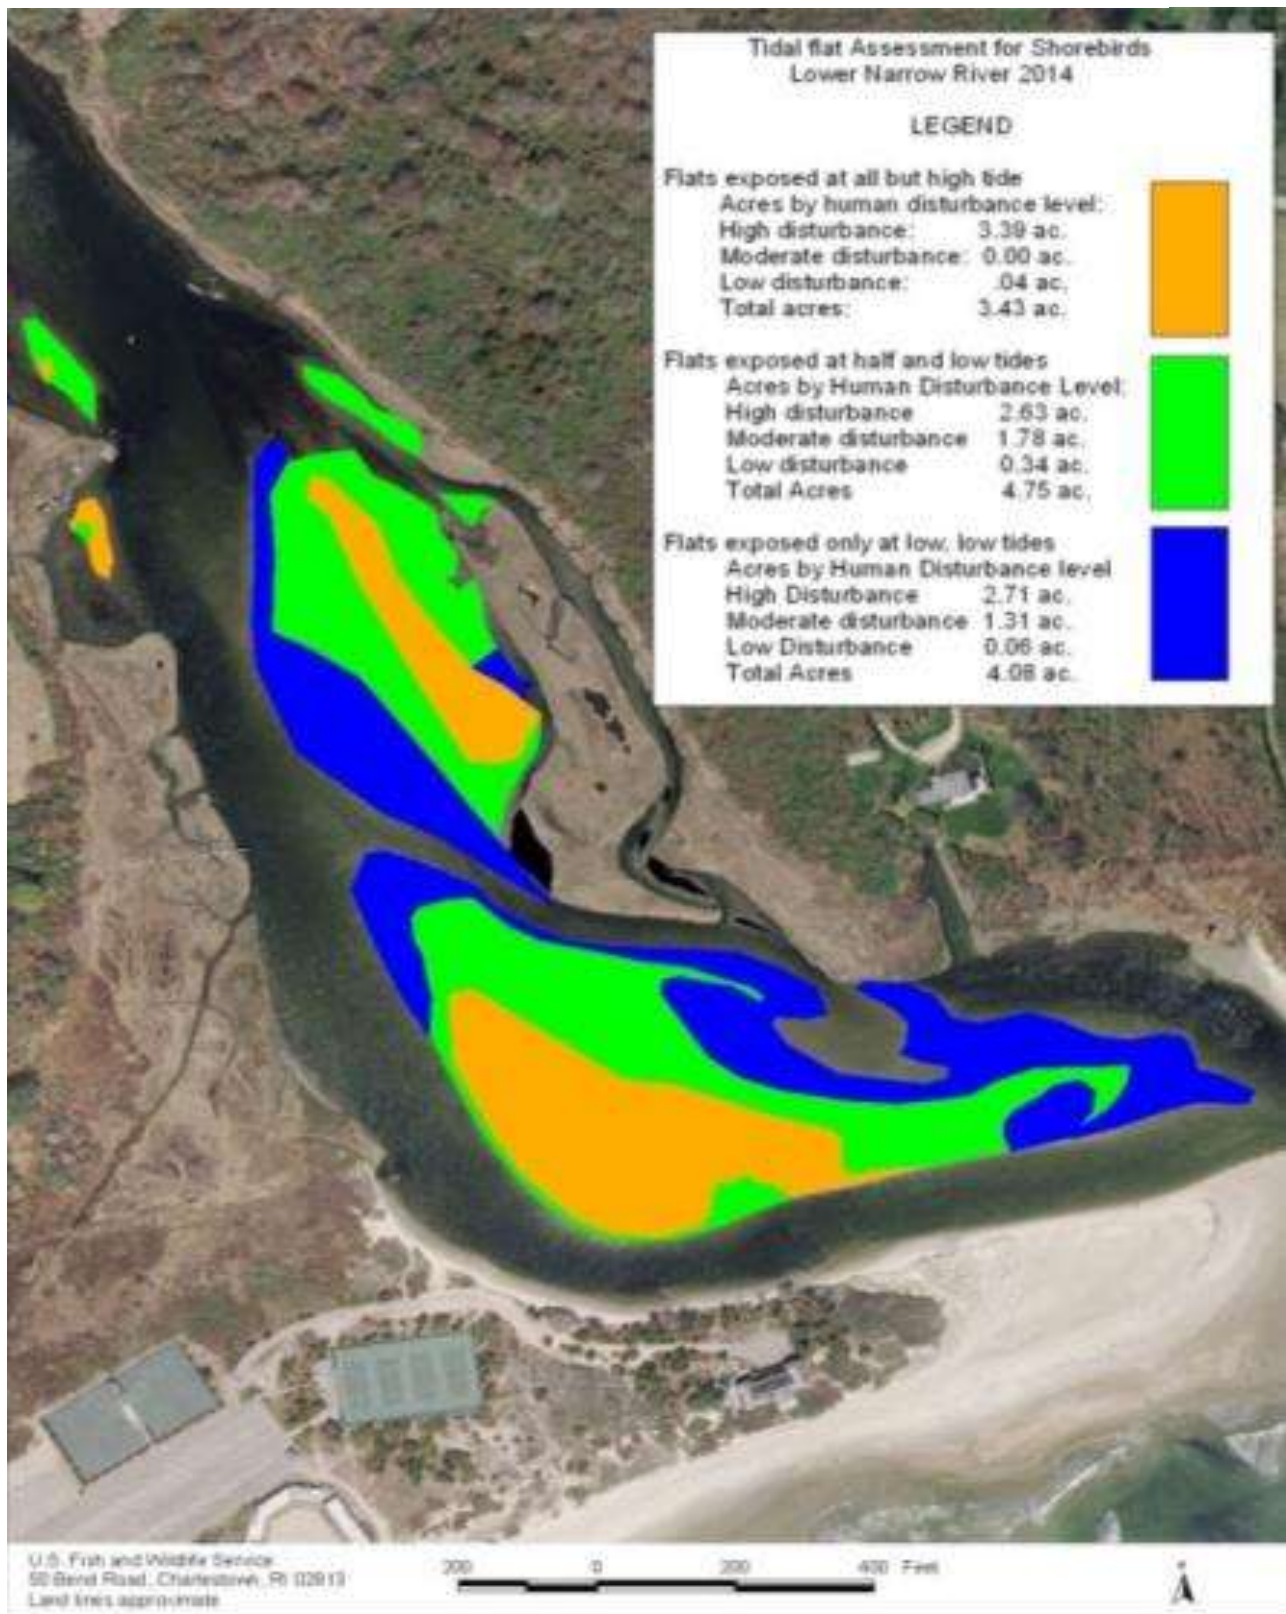 Tidal flat Assessment for Shorebirds
Lower Narrow River 2014
LEGEND
Flats exposed at all but high tide
Acres by human disturbance level:
High disturbance: 3.39 ac.
Moderate disturbance: 0.00 ac.
Low disturbance: .04 ac.
Total acres: 3.43 ac.
Flats exposed at half and low tides
Acres by Human Disturbance Level:
High disturbance 2.63 ac.
Moderate disturbance 1.78 ac.
Low disturbance 0.34 ac.
Total Acres 4.75 ac.
Flats exposed only at low, low tides
Acres by Human Disturbance level
High Disturbance 2.71 ac.
Moderate disturbance 1.31 ac.
Low Disturbance 0.06 ac.
Total Acres 4.08 ac.
U.S. Fish and Wildlife Service
50 Bend Road, Charlestown, RI 02813
Land lines approximate
200 0 200 400 Feet